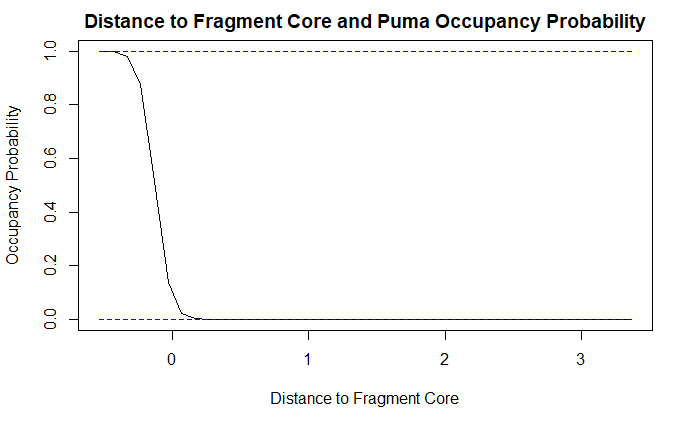 Distance to Fragment Core and Puma Occupancy Probability
Occupancy Probability
1.0
0.8
0.6
0.4
0.2
0.0
0 1 2 3
Distance to Fragment Core